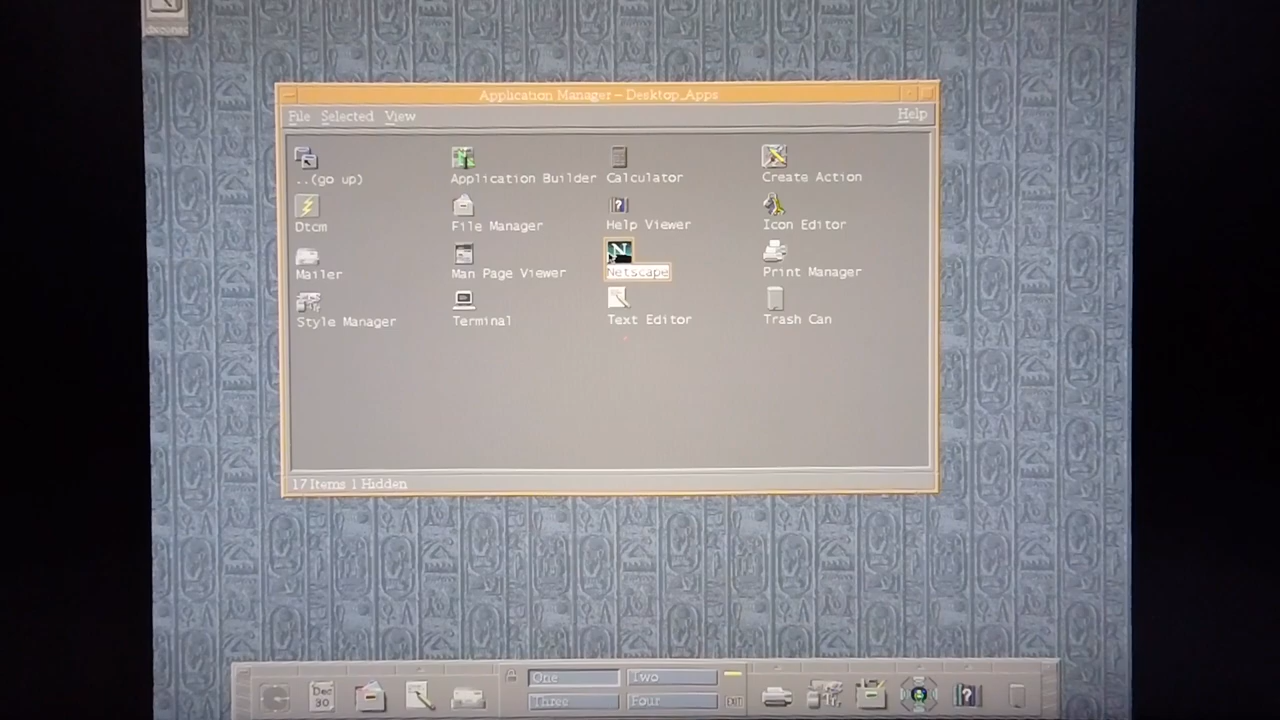 Application Manager - Desktop_Apps
File Selected View Help
..(go up) Application Builder Calculator Create Action
Dtcm File Manager Help Viewer Icon Editor
N
Mailer Man Page Viewer Netscape Print Manager
Style Manager Terminal Text Editor Trash Can
17 Items 1 Hidden
One Two
Dec
30
Three Four EXIT